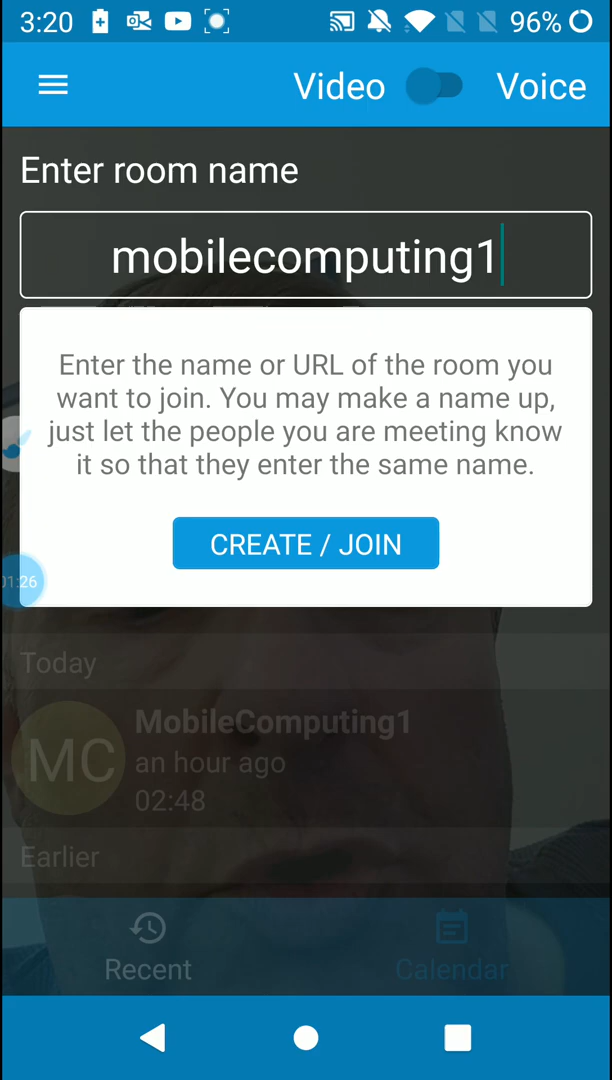 3:20 96%
Video Voice
Enter room name
mobilecomputing1
Enter the name or URL of the room you
want to join. You may make a name up,
just let the people you are meeting know
it so that they enter the same name.
CREATE / JOIN
01:26
Today
MobileComputing1
MC
an hour ago
02:48
Earlier
Recent Calendar